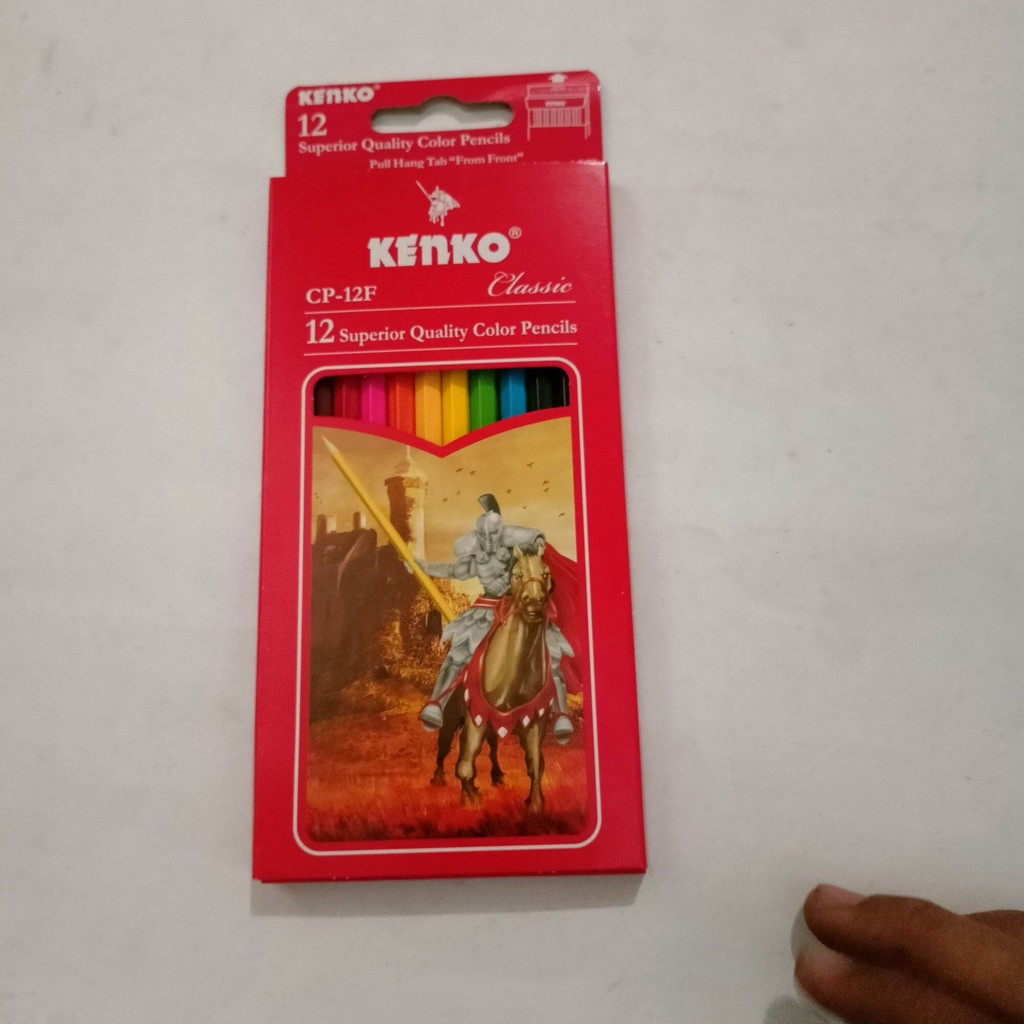 KENKO
12
Superior Quality Color Pencils
Pull Hang Tab "From Front"
KENKO®
Classic
CP-12F
12 Superior Quality Color Pencils